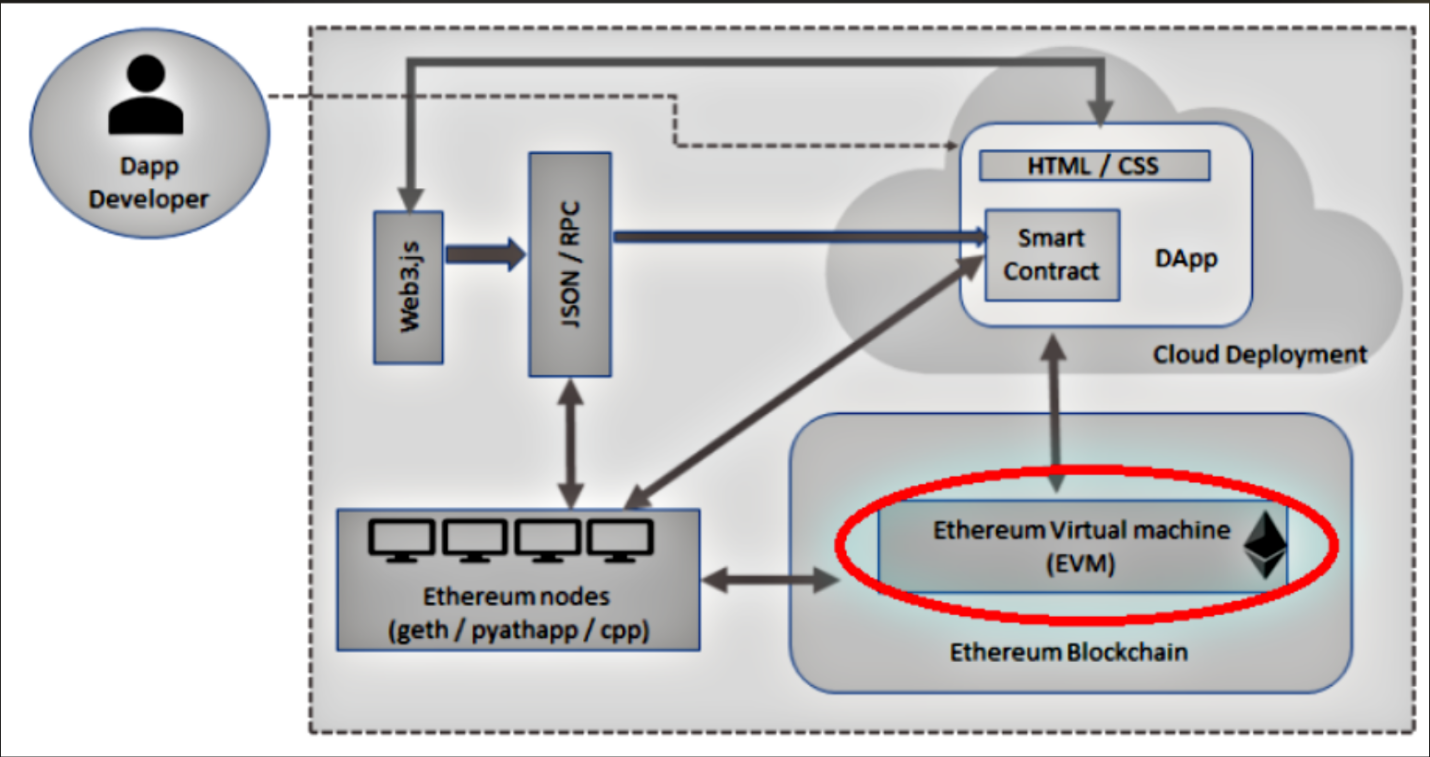 Dapp
Developer
HTML / CSS
Web3.js
JSON / RPC
Smart
Contract
DApp
Cloud Deployment
Ethereum Virtual machine
(EVM)
Ethereum nodes
(geth / pyathapp / cpp)
Ethereum Blockchain